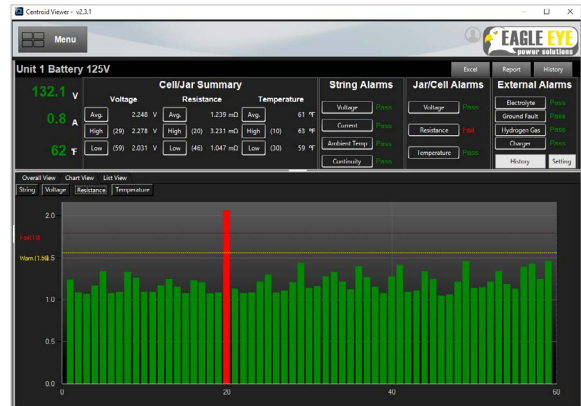 Centroid Viewer - v2.3.1
Menu
EAGLE EYE
power solutions
Unit 1 Battery 125V
Excel Report History
132.1 V
0.8 A
62 °F
Cell/Jar Summary
Voltage Resistance Temperature
Avg. 2.248 V Avg. 1.239 mΩ Avg. 61 °F
High (29) 2.278 V High (20) 3.231 mΩ High (10) 63 °F
Low (59) 2.031 V Low (46) 1.047 mΩ Low (30) 59 °F
String Alarms
Voltage Pass
Current Pass
Ambient Temp Pass
Continuity Pass
Jar/Cell Alarms
Voltage Pass
Resistance Fail
Temperature Pass
External Alarms
Electrolyte Pass
Ground Fault Pass
Hydrogen Gas Pass
Charger Pass
History Setting
Overall View Chart View List View
String Voltage Resistance Temperature
2.0
1.5
1.0
0.5
0.0
0 20 40 60